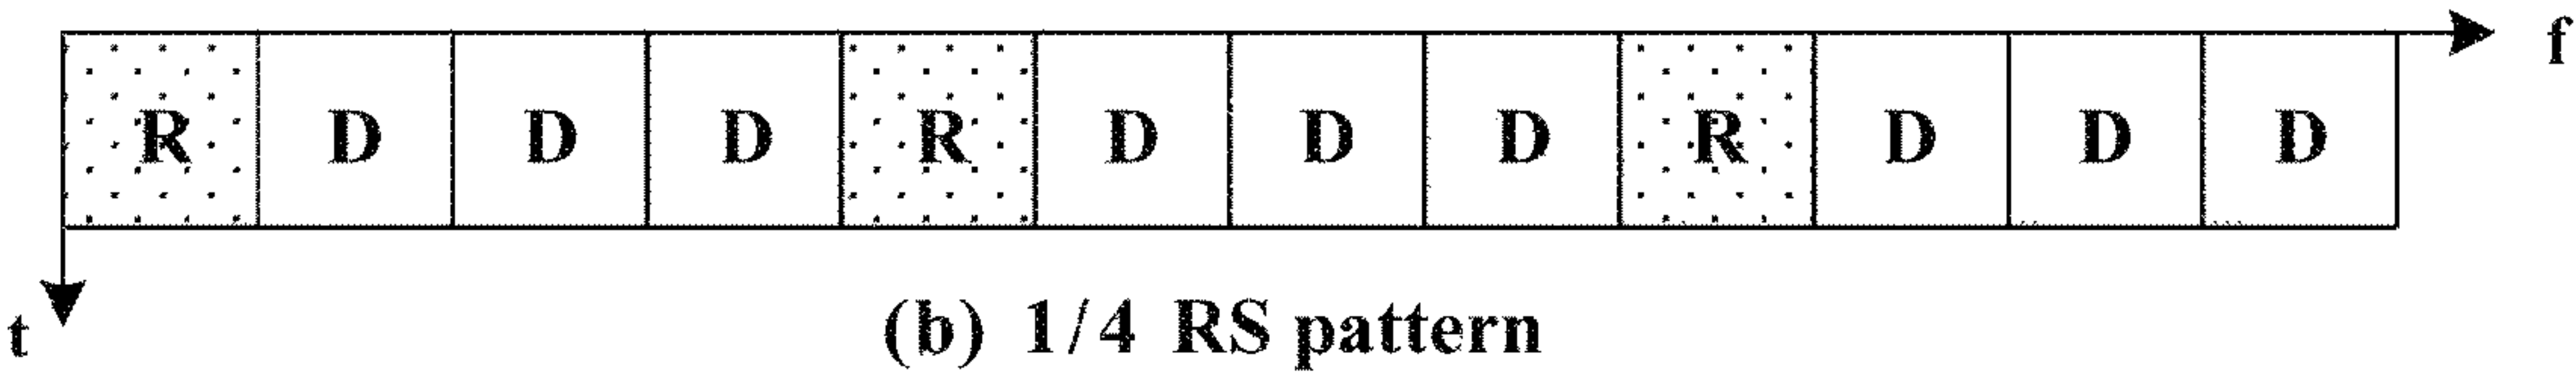 f
R D D D R D D D R D D D
t
(b) 1/4 RS pattern